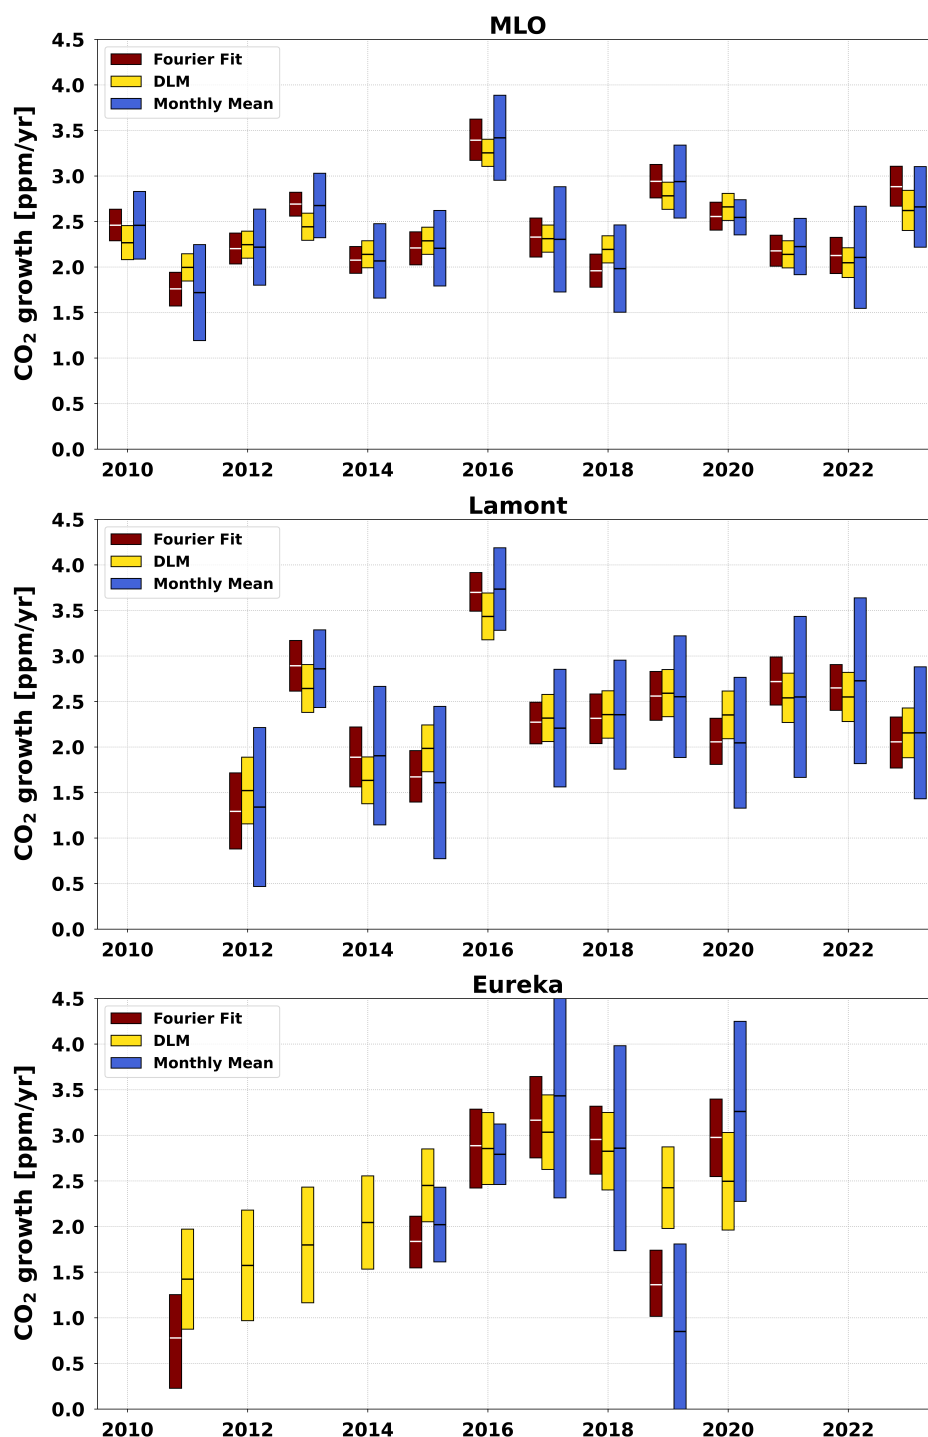 MLO
4.5
4.0
3.5
3.0
2.5
2.0
1.5
1.0
0.5
0.0
CO₂ growth [ppm/yr]
Fourier Fit
DLM
Monthly Mean
2010 2012 2014 2016 2018 2020 2022
Lamont
4.5
4.0
3.5
3.0
2.5
2.0
1.5
1.0
0.5
0.0
CO₂ growth [ppm/yr]
Fourier Fit
DLM
Monthly Mean
2010 2012 2014 2016 2018 2020 2022
Eureka
4.5
4.0
3.5
3.0
2.5
2.0
1.5
1.0
0.5
0.0
CO₂ growth [ppm/yr]
Fourier Fit
DLM
Monthly Mean
2010 2012 2014 2016 2018 2020 2022